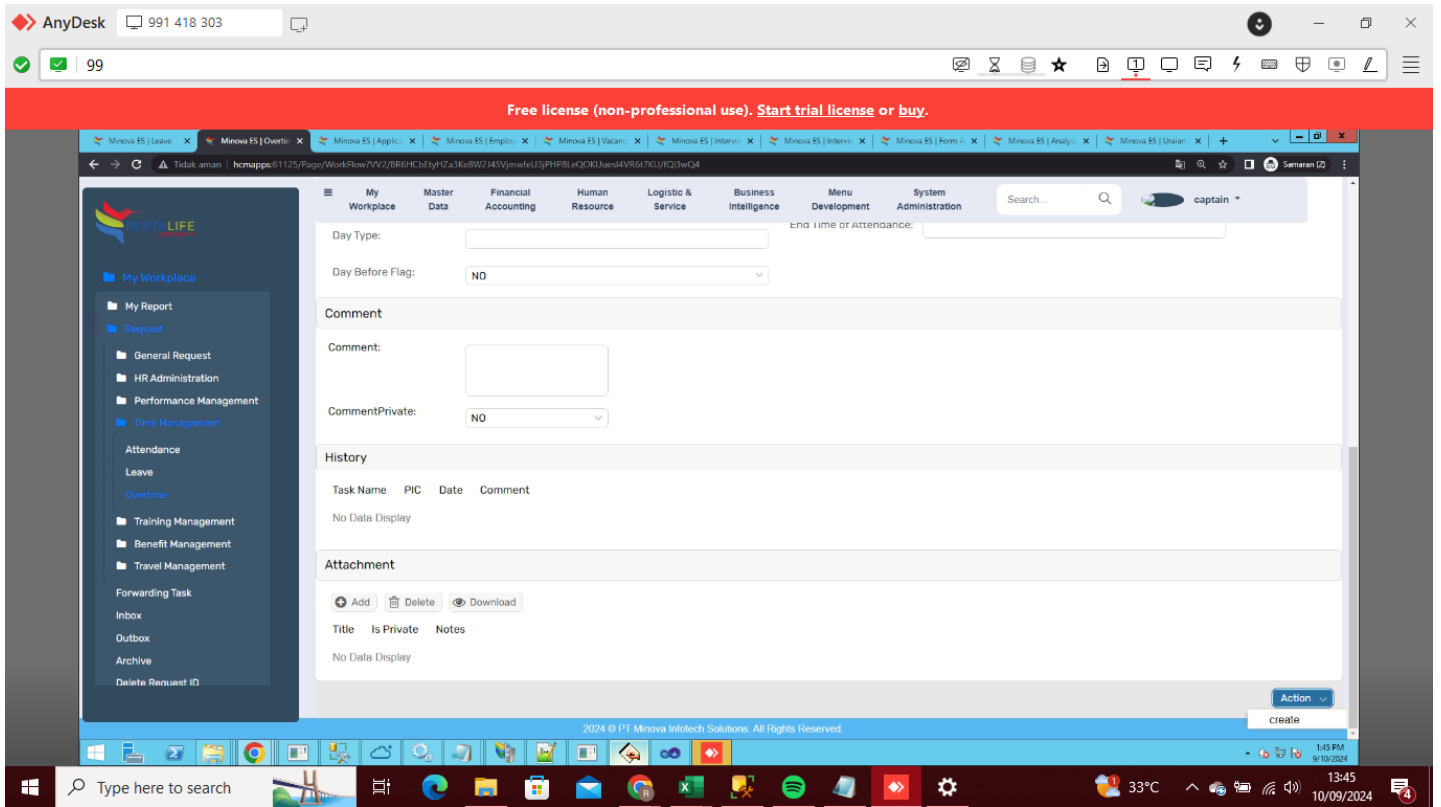 AnyDesk 991 418 303
99
Free license (non-professional use). Start trial license or buy.
Minova ES | Leave Minova ES | Overtin Minova ES | Applica Minova ES | Employ Minova ES | Vacanc Minova ES | Intervie Minova ES | Intervie Minova ES | Form A Minova ES | Analysi Minova ES | Uraian
Tidak aman hcmapps:61125/Page/WorkFlow7VV2/ Samaran (2)
PERTALIFE
My Workplace
Master Data
Financial Accounting
Human Resource
Logistic & Service
Business Intelligence
Menu Development
System Administration
Search...
captain
My Workplace
My Report
Request
General Request
HR Administration
Performance Management
Time Management
Attendance
Leave
Overtime
Training Management
Benefit Management
Travel Management
Forwarding Task
Inbox
Outbox
Archive
Delete Request ID
Day Type: End Time of Attendance:
Day Before Flag: NO
Comment
Comment:
CommentPrivate: NO
History
Task Name PIC Date Comment
No Data Display
Attachment
Add Delete Download
Title Is Private Notes
No Data Display
Action
create
2024 © PT Minova Infotech Solutions. All Rights Reserved.
1:45 PM
9/10/2024
Type here to search
1
33°C
13:45
10/09/2024
4